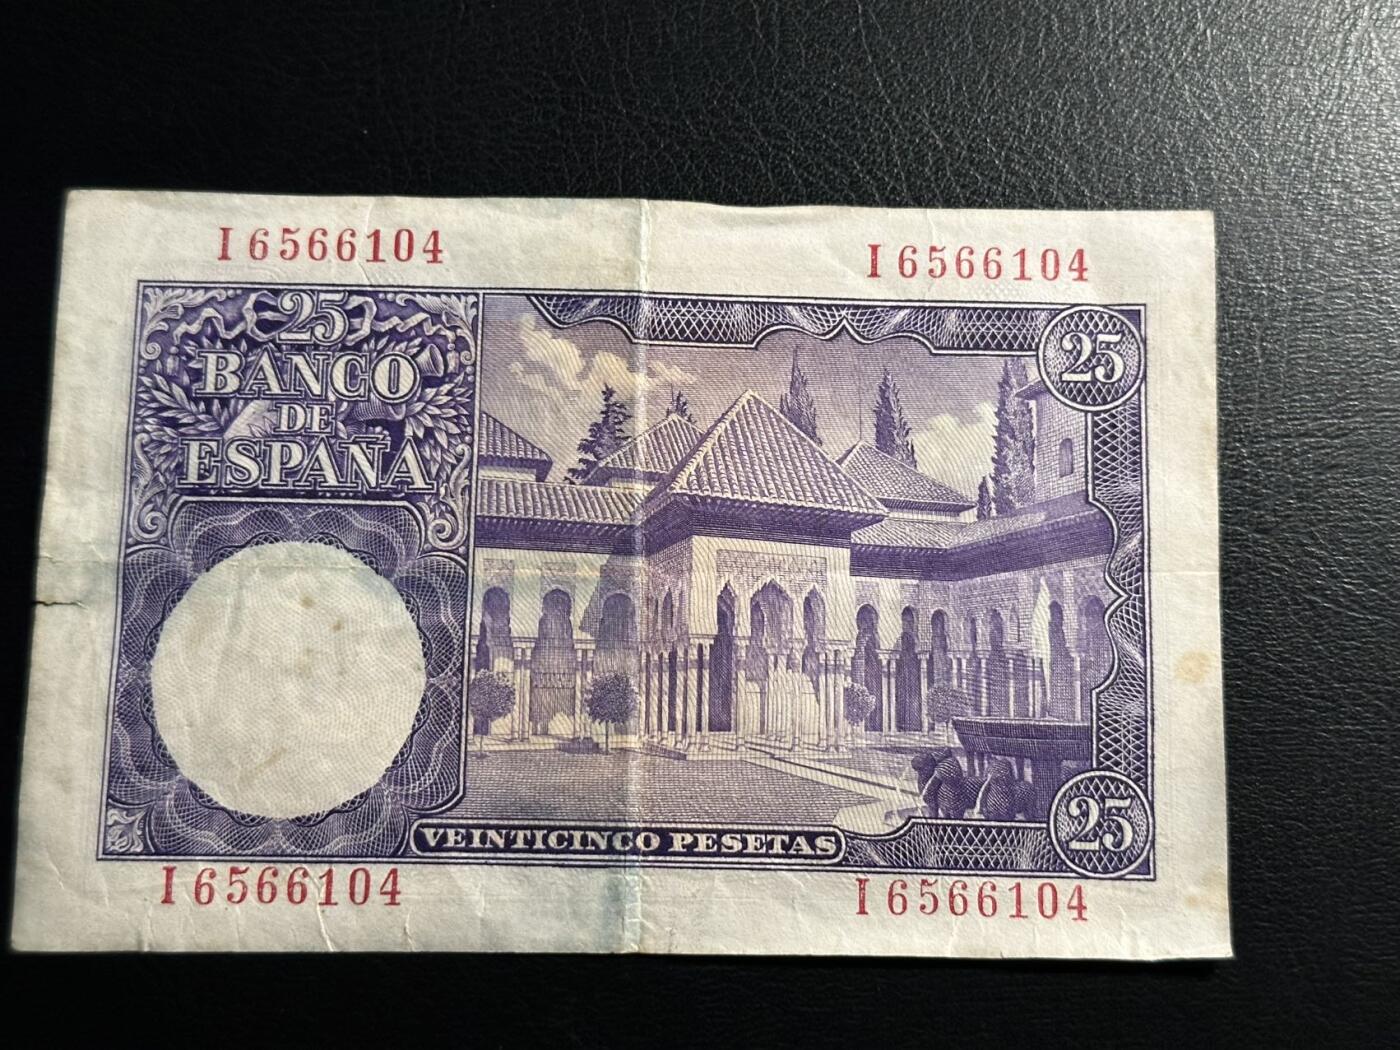 I 6566104
I 6566104
25
BANCO
DE
ESPAÑA
25
25
VEINTICINCO PESETAS
I 6566104
I 6566104